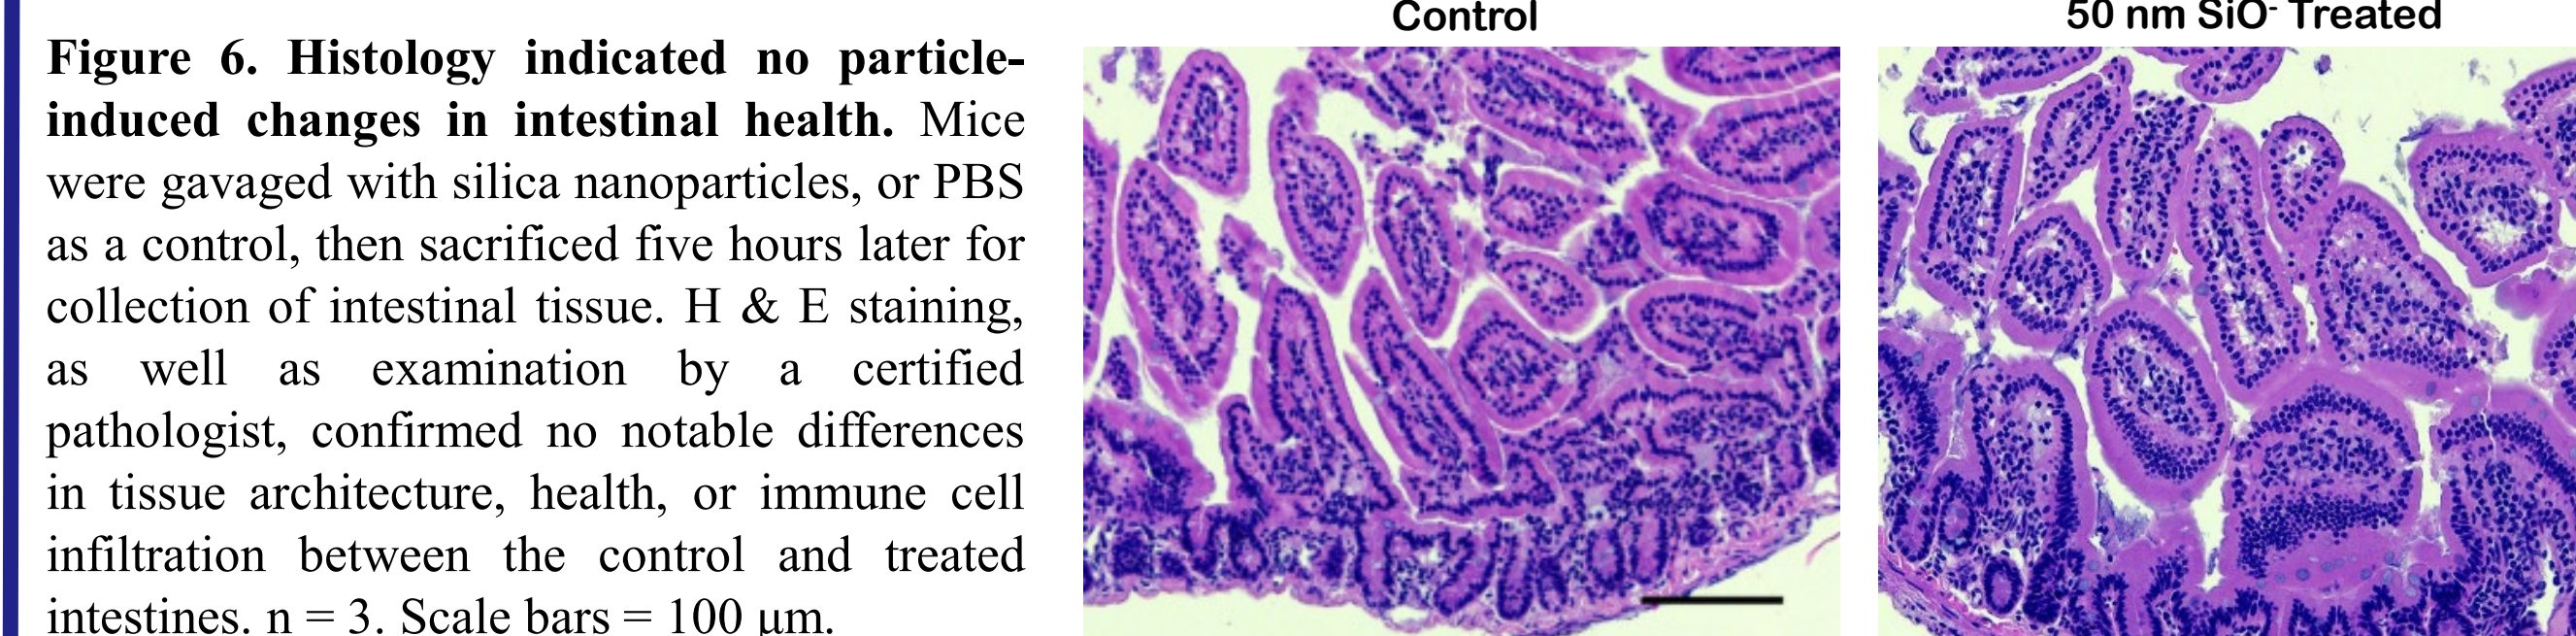 Figure 6. Histology indicated no particle-
induced changes in intestinal health. Mice
were gavaged with silica nanoparticles, or PBS
as a control, then sacrificed five hours later for
collection of intestinal tissue. H & E staining,
as well as examination by a certified
pathologist, confirmed no notable differences
in tissue architecture, health, or immune cell
infiltration between the control and treated
intestines. n = 3. Scale bars = 100 μm.
Control
50 nm SiO- Treated